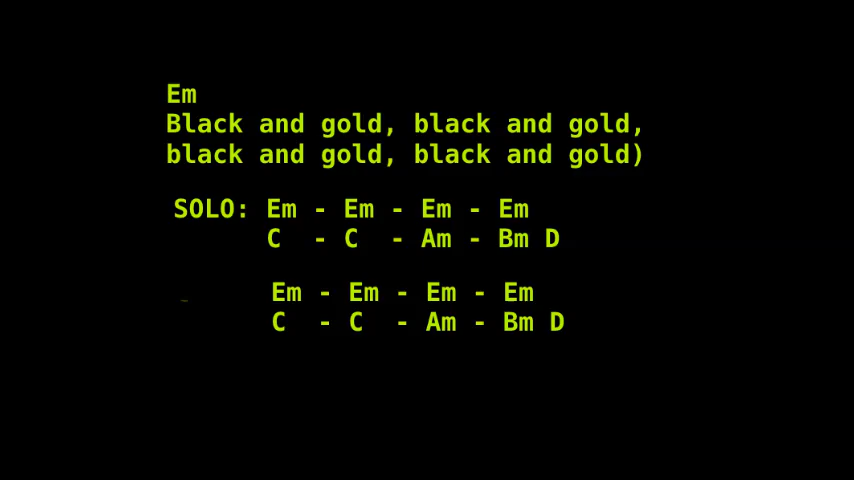 Em
Black and gold, black and gold,
black and gold, black and gold)
SOLO: Em - Em - Em - Em
C - C - Am - Bm D
Em - Em - Em - Em
C - C - Am - Bm D